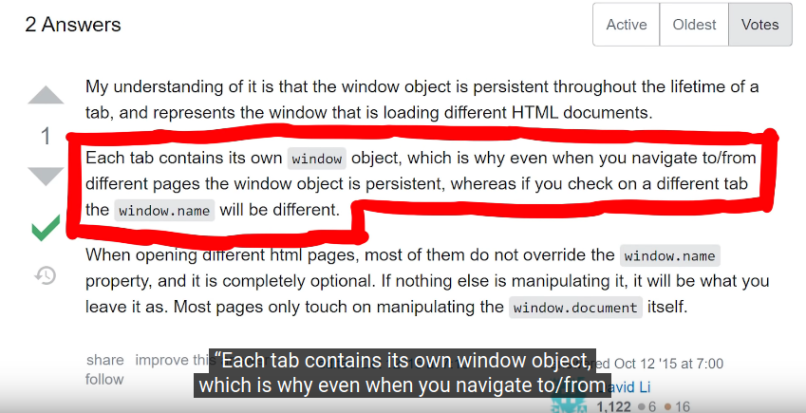 2 Answers
Active Oldest Votes
My understanding of it is that the window object is persistent throughout the lifetime of a
tab, and represents the window that is loading different HTML documents.
1
Each tab contains its own window object, which is why even when you navigate to/from
different pages the window object is persistent, whereas if you check on a different tab
the window.name will be different.
When opening different html pages, most of them do not override the window.name
property, and it is completely optional. If nothing else is manipulating it, it will be what you
leave it as. Most pages only touch on manipulating the window.document itself.
share improve this
follow
Oct 12 '15 at 7:00
David Li
1,122 6 16
“Each tab contains its own window object,
which is why even when you navigate to/from